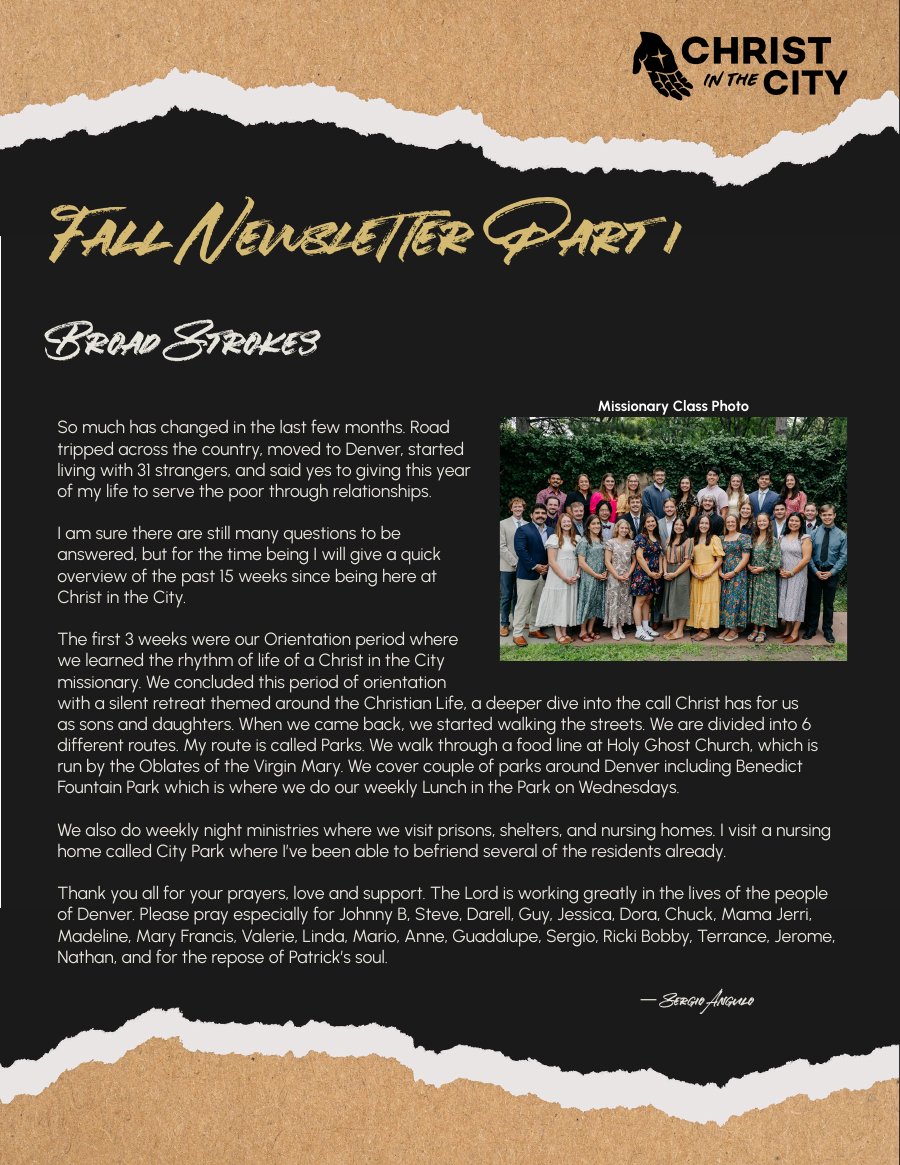 CHRIST
IN THE CITY
FALL NEWSLETTER PART 1
BROAD STROKES
Missionary Class Photo
So much has changed in the last few months. Road
tripped across the country, moved to Denver, started
living with 31 strangers, and said yes to giving this year
of my life to serve the poor through relationships.
I am sure there are still many questions to be
answered, but for the time being I will give a quick
overview of the past 15 weeks since being here at
Christ in the City.
The first 3 weeks were our Orientation period where
we learned the rhythm of life of a Christ in the City
missionary. We concluded this period of orientation
with a silent retreat themed around the Christian Life, a deeper dive into the call Christ has for us
as sons and daughters. When we came back, we started walking the streets. We are divided into 6
different routes. My route is called Parks. We walk through a food line at Holy Ghost Church, which is
run by the Oblates of the Virgin Mary. We cover couple of parks around Denver including Benedict
Fountain Park which is where we do our weekly Lunch in the Park on Wednesdays.
We also do weekly night ministries where we visit prisons, shelters, and nursing homes. I visit a nursing
home called City Park where I've been able to befriend several of the residents already.
Thank you all for your prayers, love and support. The Lord is working greatly in the lives of the people
of Denver. Please pray especially for Johnny B, Steve, Darell, Guy, Jessica, Dora, Chuck, Mama Jerri,
Madeline, Mary Francis, Valerie, Linda, Mario, Anne, Guadalupe, Sergio, Ricki Bobby, Terrance, Jerome,
Nathan, and for the repose of Patrick's soul.
— SERGIO ANGULO